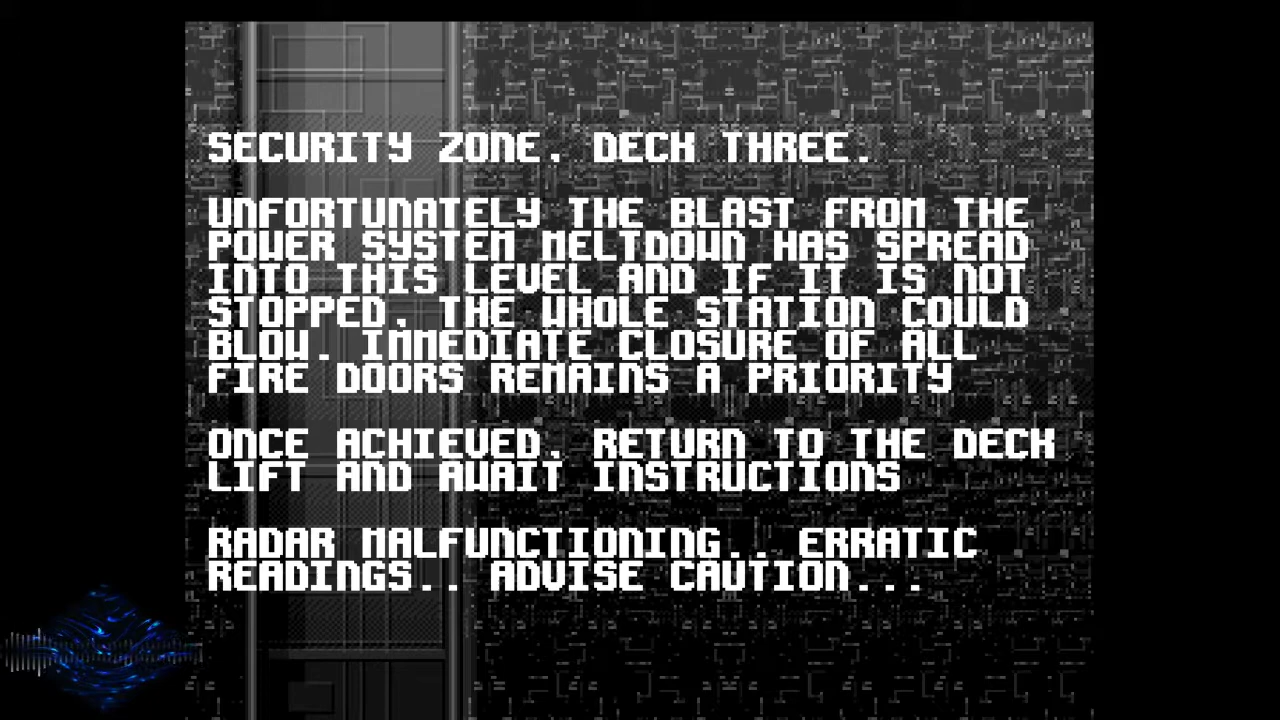 SECURITY ZONE, DECK THREE.
UNFORTUNATELY THE BLAST FROM THE
POWER SYSTEM MELTDOWN HAS SPREAD
INTO THIS LEVEL AND IF IT IS NOT
STOPPED, THE WHOLE STATION COULD
BLOW. IMMEDIATE CLOSURE OF ALL
FIRE DOORS REMAINS A PRIORITY
ONCE ACHIEVED, RETURN TO THE DECK
LIFT AND AWAIT INSTRUCTIONS
RADAR MALFUNCTIONING.. ERRATIC
READINGS.. ADVISE CAUTION...